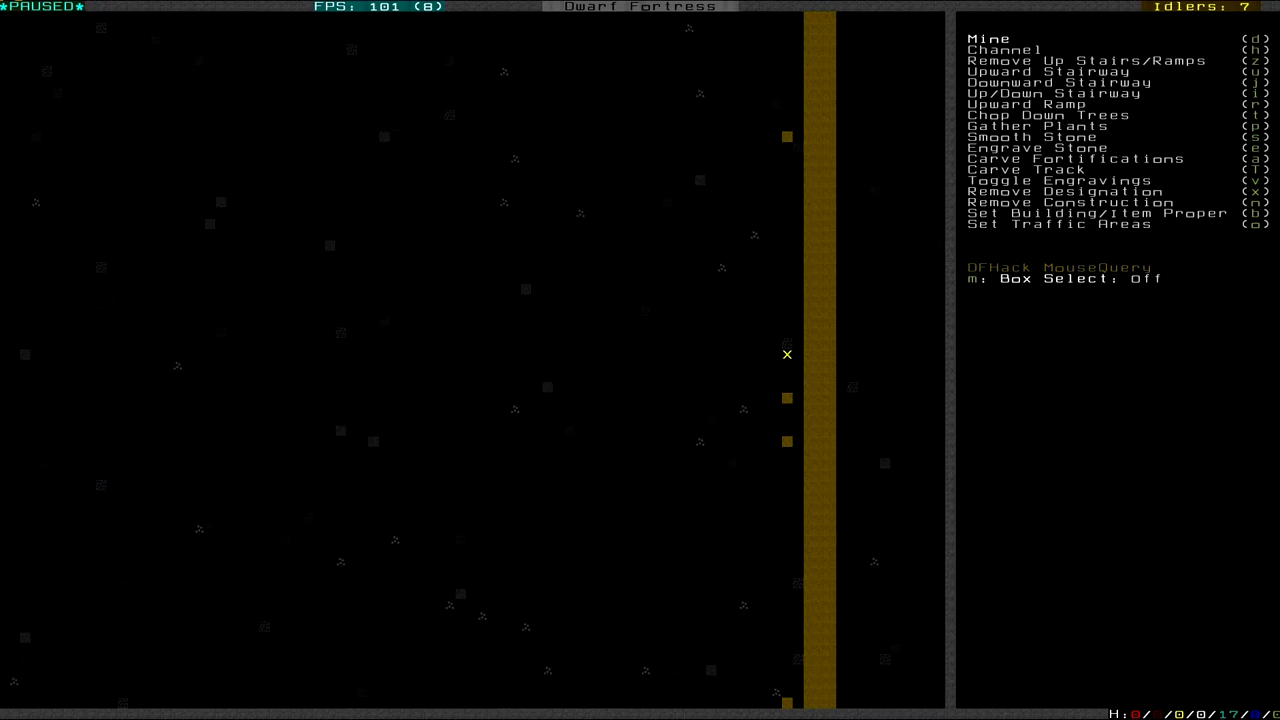 *PAUSED* FPS: 101 (8) Dwarf Fortress Idlers: 7
Mine (d)
Channel (h)
Remove Up Stairs/Ramps (z)
Upward Stairway (u)
Downward Stairway (j)
Up/Down Stairway (i)
Upward Ramp (r)
Chop Down Trees (t)
Gather Plants (p)
Smooth Stone (s)
Engrave Stone (e)
Carve Fortifications (a)
Carve Track (T)
Toggle Engravings (v)
Remove Designation (x)
Remove Construction (n)
Set Building/Item Proper (b)
Set Traffic Areas (o)
DFHack MouseQuery
m: Box Select: Off
X